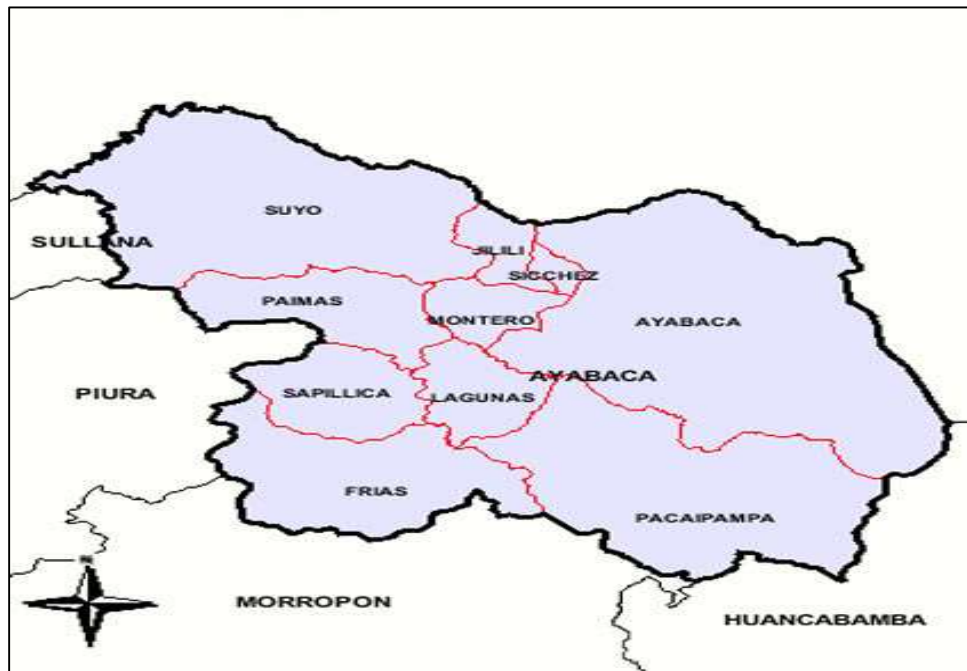 SUYO
SULLANA
JILILI
SICCHEZ
PAIMAS
MONTERO
AYABACA
AYABACA
PIURA
SAPILLICA
LAGUNAS
FRIAS
PACAIPAMPA
N
MORROPON
HUANCABAMBA